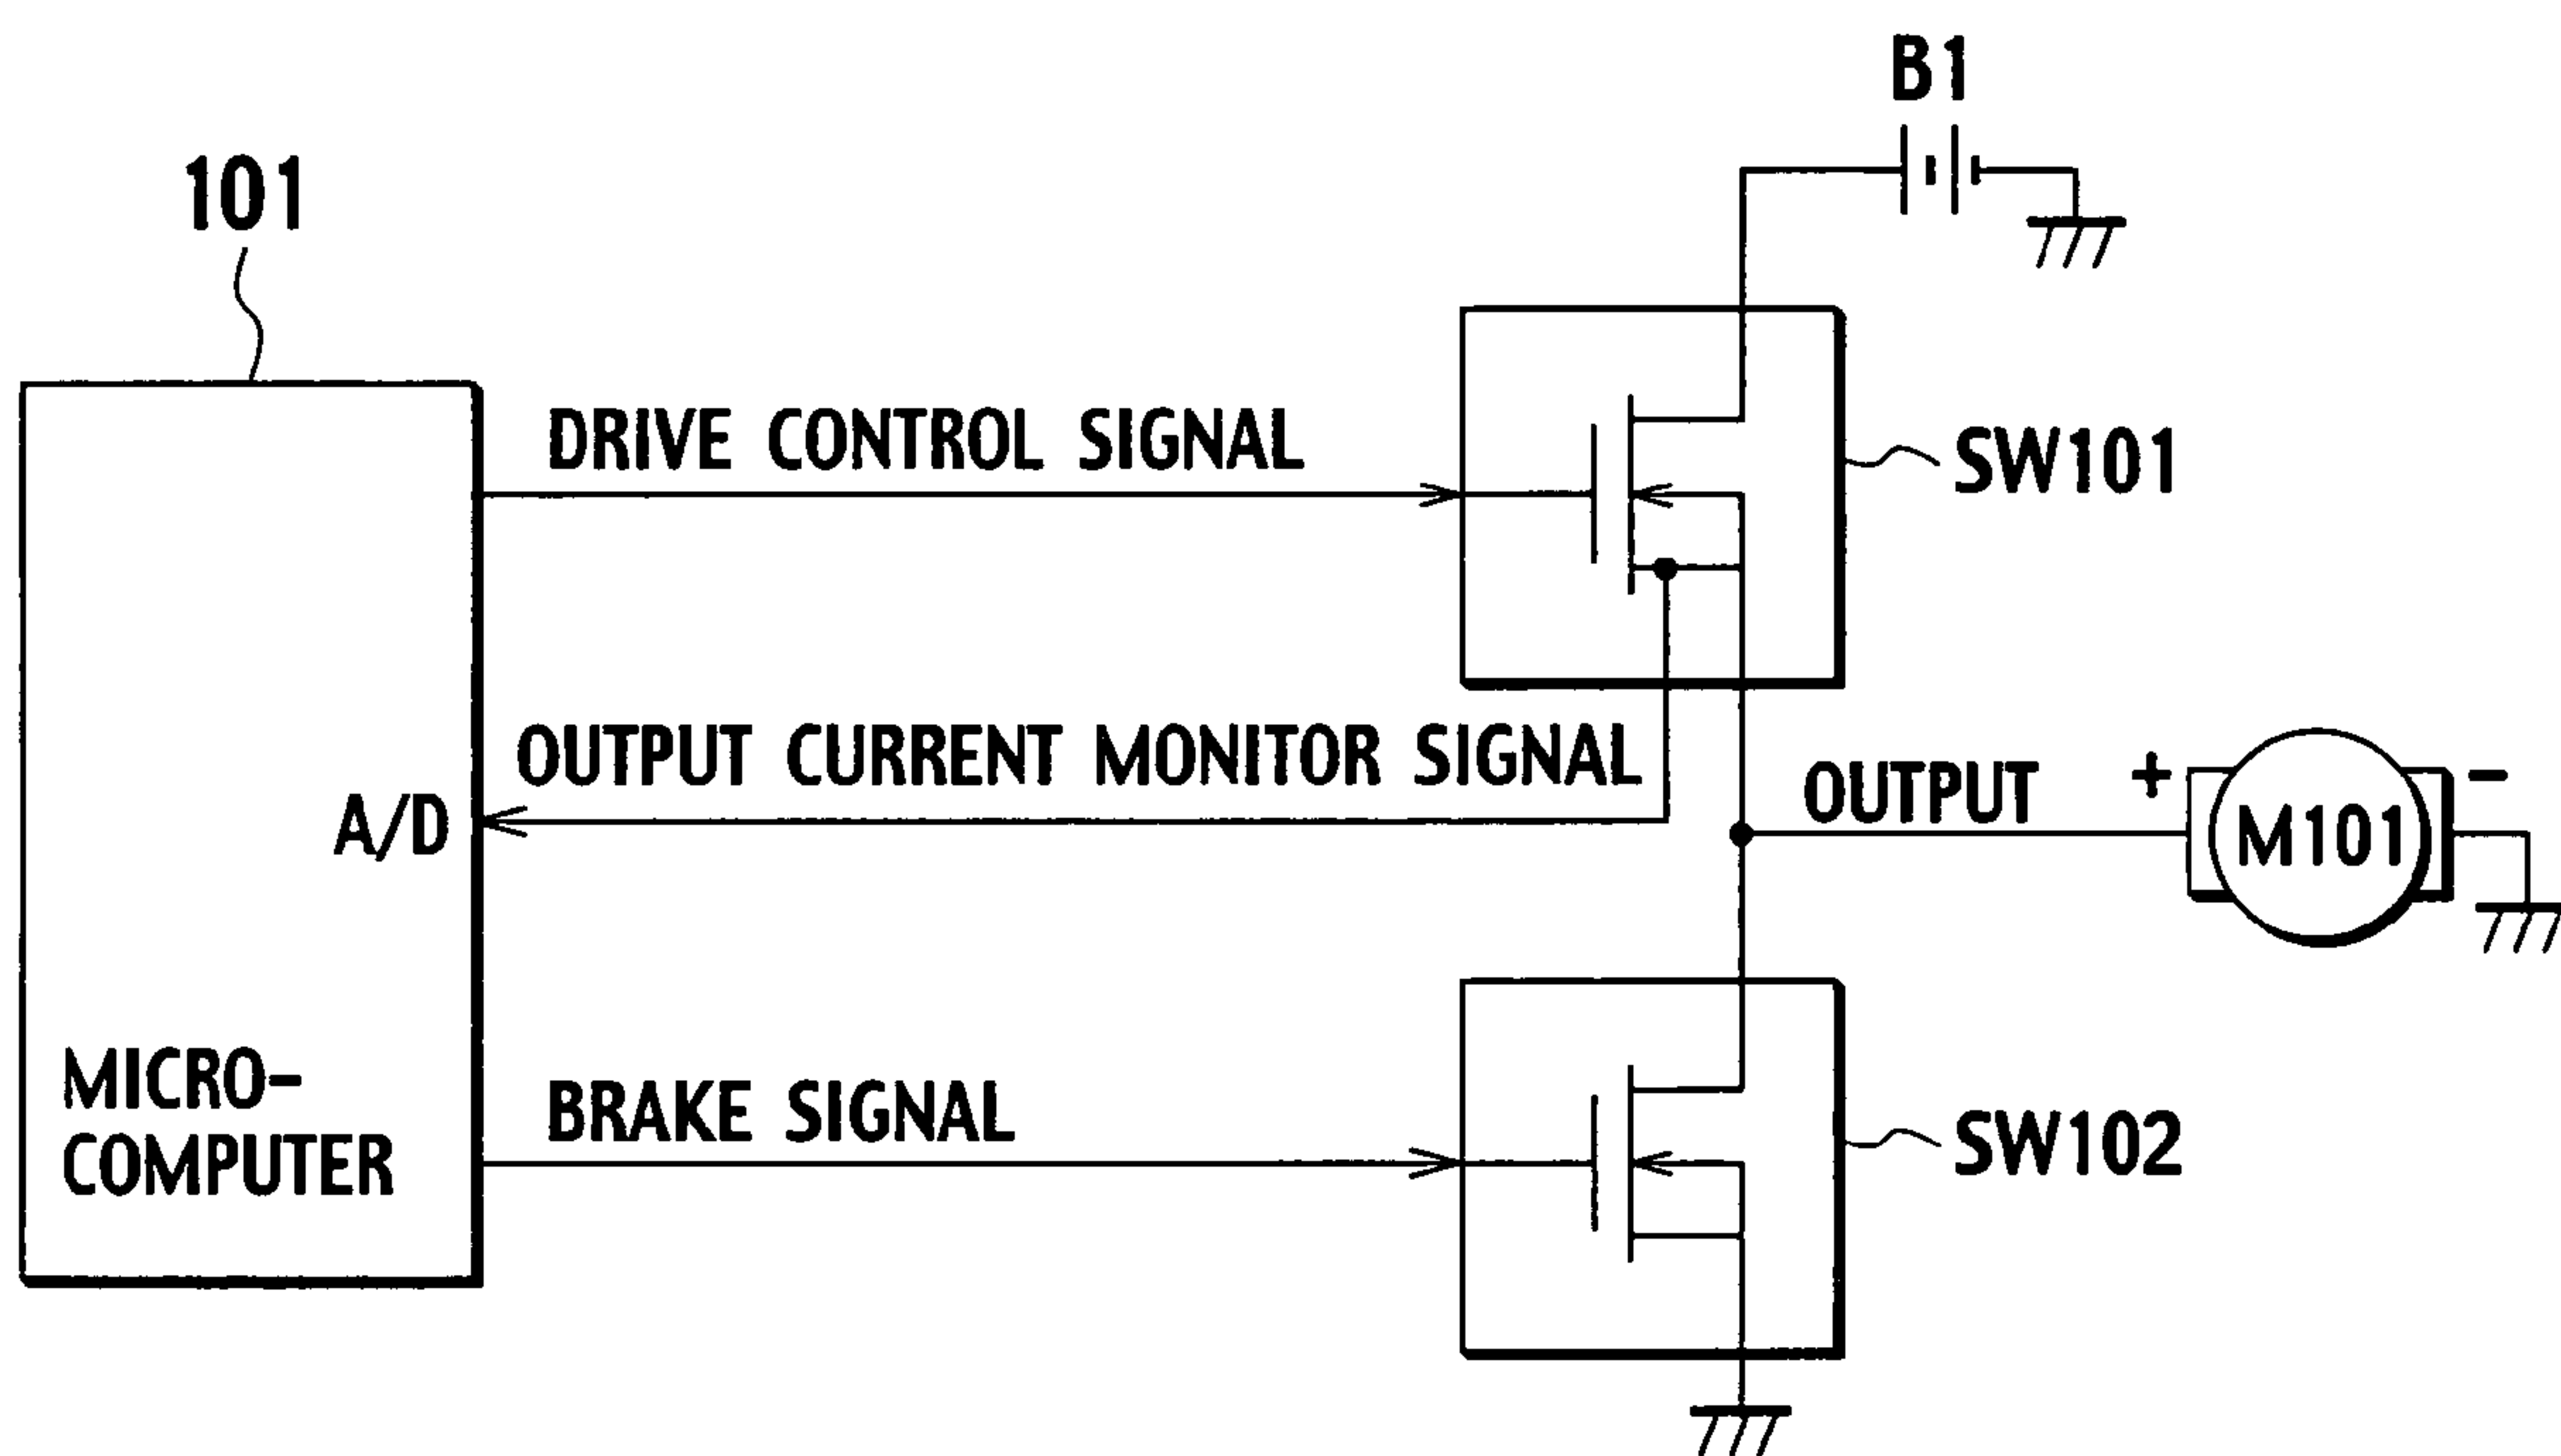 B1
101
DRIVE CONTROL SIGNAL
SW101
OUTPUT CURRENT MONITOR SIGNAL
A/D
OUTPUT
+
-
M101
MICRO-
COMPUTER
BRAKE SIGNAL
SW102